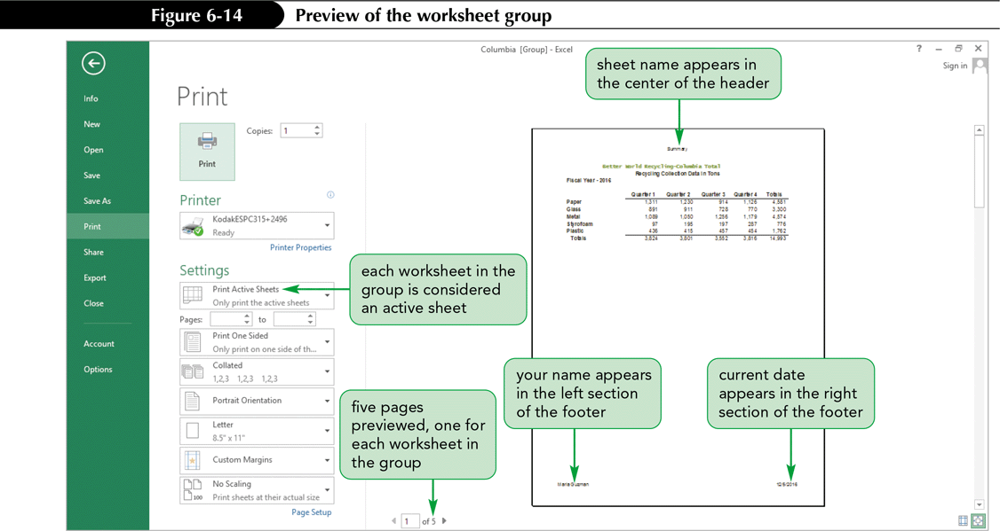 Figure 6-14 Preview of the worksheet group
Columbia [Group] - Excel
?
Sign in
Info
New
Open
Save
Save As
Print
Share
Export
Close
Account
Options
Print
Print
Copies: 1
Printer
KodakESPC315+2496
Ready
Printer Properties
Settings
Print Active Sheets
Only print the active sheets
Pages: to
Print One Sided
Only print on one side of th...
Collated
1,2,3 1,2,3 1,2,3
Portrait Orientation
Letter
8.5" x 11"
Custom Margins
No Scaling
Print sheets at their actual size
100
Page Setup
sheet name appears in
the center of the header
each worksheet in the
group is considered
an active sheet
five pages
previewed, one for
each worksheet in
the group
your name appears
in the left section
of the footer
current date
appears in the right
section of the footer
Summary
Better World Recycling-Columbia Total
Recycling Collection Data In Tons
Fiscal Year - 2016
Quarter 1 Quarter 2 Quarter 3 Quarter 4 Totals
Paper 1,311 1,230 914 1,126 4,581
Glass 891 911 728 770 3,300
Metal 1,089 1,050 1,256 1,179 4,574
Styrofoam 97 195 197 287 776
Plastic 436 415 457 454 1,762
Totals 3,824 3,801 3,552 3,816 14,993
Maria Guzman
12/5/2016
1 of 5